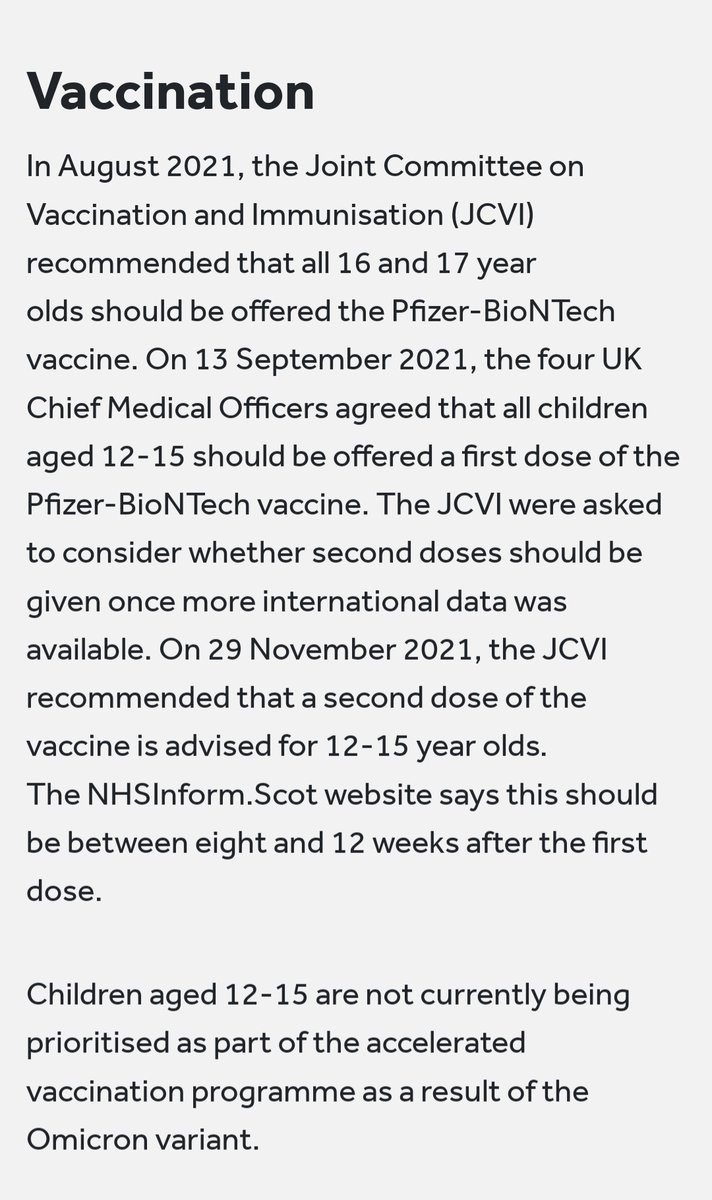 Vaccination
In August 2021, the Joint Committee on
Vaccination and Immunisation (JCVI)
recommended that all 16 and 17 year
olds should be offered the Pfizer-BioNTech
vaccine. On 13 September 2021, the four UK
Chief Medical Officers agreed that all children
aged 12-15 should be offered a first dose of the
Pfizer-BioNTech vaccine. The JCVI were asked
to consider whether second doses should be
given once more international data was
available. On 29 November 2021, the JCVI
recommended that a second dose of the
vaccine is advised for 12-15 year olds.
The NHSInform.Scot website says this should
be between eight and 12 weeks after the first
dose.
Children aged 12-15 are not currently being
prioritised as part of the accelerated
vaccination programme as a result of the
Omicron variant.